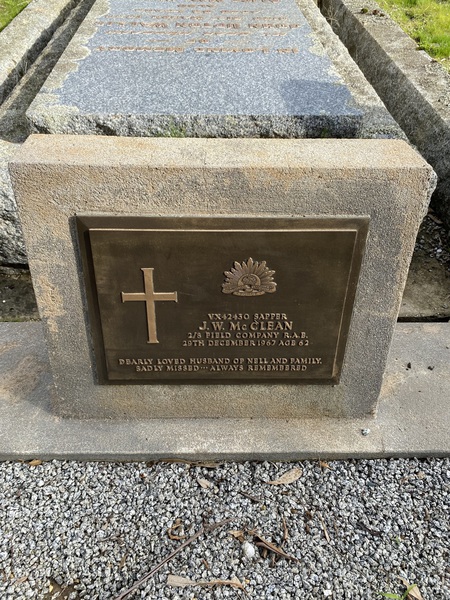 VX42430 SAPPER
J. W. McCLEAN
2/8 FIELD COMPANY R.A.E.
29TH DECEMBER 1967 AGE 62
DEARLY LOVED HUSBAND OF NELL AND FAMILY.
SADLY MISSED --- ALWAYS REMEMBERED